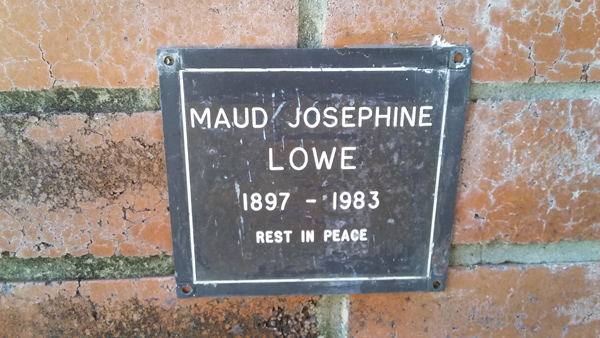 MAUD JOSEPHINE
LOWE
1897 - 1983
REST IN PEACE